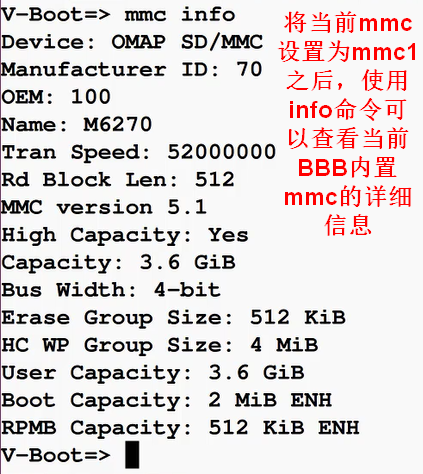 V-Boot=> mmc info
Device: OMAP SD/MMC
Manufacturer ID: 70
OEM: 100
Name: M6270
Tran Speed: 52000000
Rd Block Len: 512
MMC version 5.1
High Capacity: Yes
Capacity: 3.6 GiB
Bus Width: 4-bit
Erase Group Size: 512 KiB
HC WP Group Size: 4 MiB
User Capacity: 3.6 GiB
Boot Capacity: 2 MiB ENH
RPMB Capacity: 512 KiB ENH
V-Boot=>
将当前mmc
设置为mmc1
之后，使用
info命令可
以查看当前
BBB内置
mmc的详细
信息